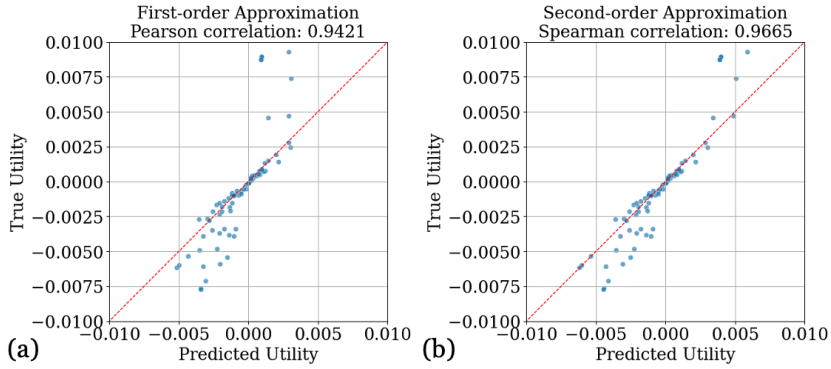 First-order Approximation
Pearson correlation: 0.9421
True Utility
0.0100
0.0075
0.0050
0.0025
0.0000
−0.0025
−0.0050
−0.0075
−0.0100
−0.010 −0.005 0.000 0.005 0.010
Predicted Utility
(a)
Second-order Approximation
Spearman correlation: 0.9665
True Utility
0.0100
0.0075
0.0050
0.0025
0.0000
−0.0025
−0.0050
−0.0075
−0.0100
−0.010 −0.005 0.000 0.005 0.010
Predicted Utility
(b)